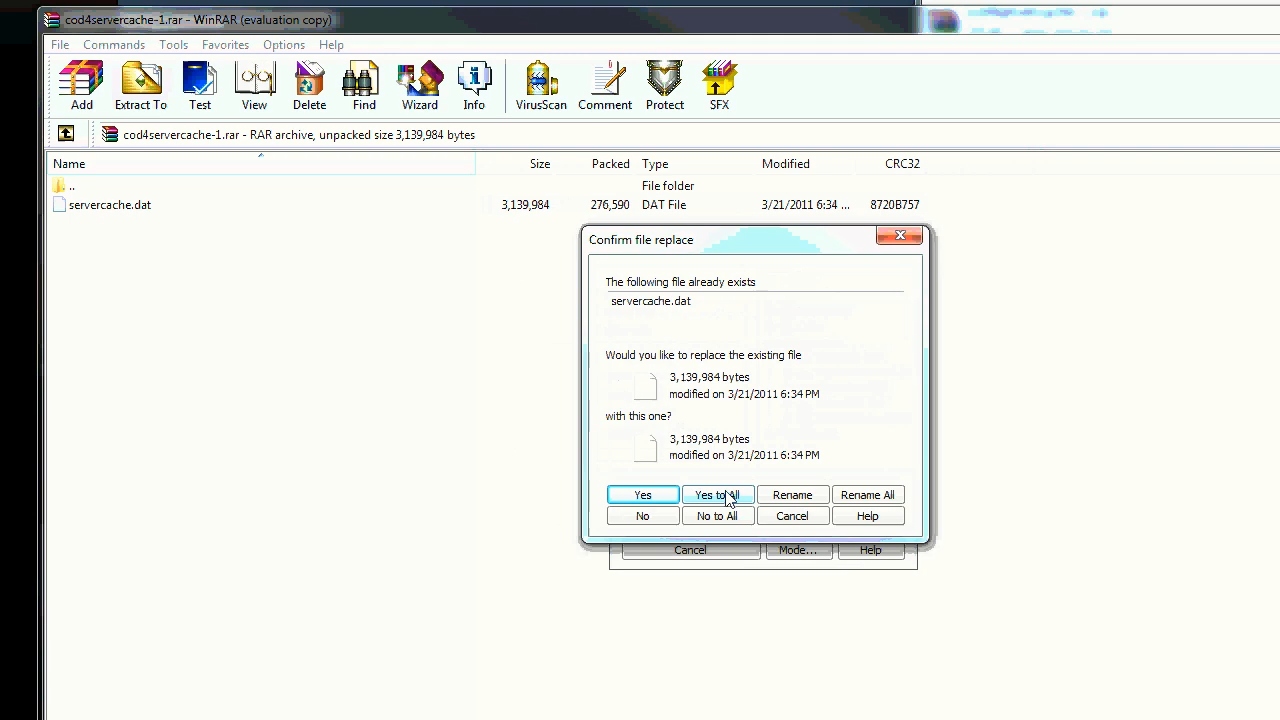 cod4servercache-1.rar - WinRAR (evaluation copy)
File Commands Tools Favorites Options Help
Add Extract To Test View Delete Find Wizard Info VirusScan Comment Protect SFX
cod4servercache-1.rar - RAR archive, unpacked size 3,139,984 bytes
Name Size Packed Type Modified CRC32
.. File folder
servercache.dat 3,139,984 276,590 DAT File 3/21/2011 6:34 ... 8720B757
Confirm file replace
The following file already exists
servercache.dat
Would you like to replace the existing file
3,139,984 bytes
modified on 3/21/2011 6:34 PM
with this one?
3,139,984 bytes
modified on 3/21/2011 6:34 PM
Yes Yes to All Rename Rename All
No No to All Cancel Help
Cancel Mode... Help